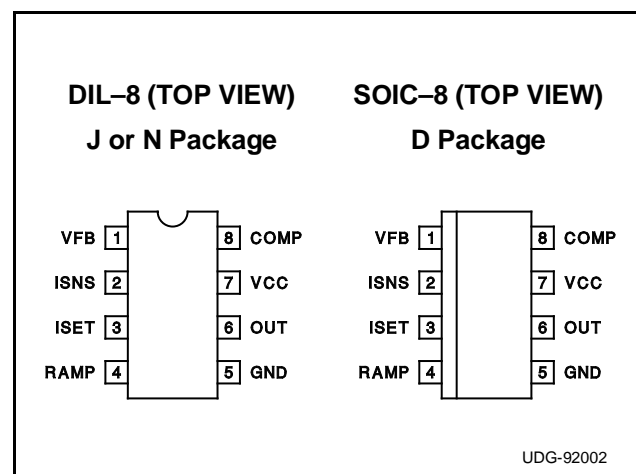 DIL–8 (TOP VIEW)
J or N Package
VFB 1 8 COMP
ISNS 2 7 VCC
ISET 3 6 OUT
RAMP 4 5 GND
SOIC–8 (TOP VIEW)
D Package
VFB 1 8 COMP
ISNS 2 7 VCC
ISET 3 6 OUT
RAMP 4 5 GND
UDG-92002